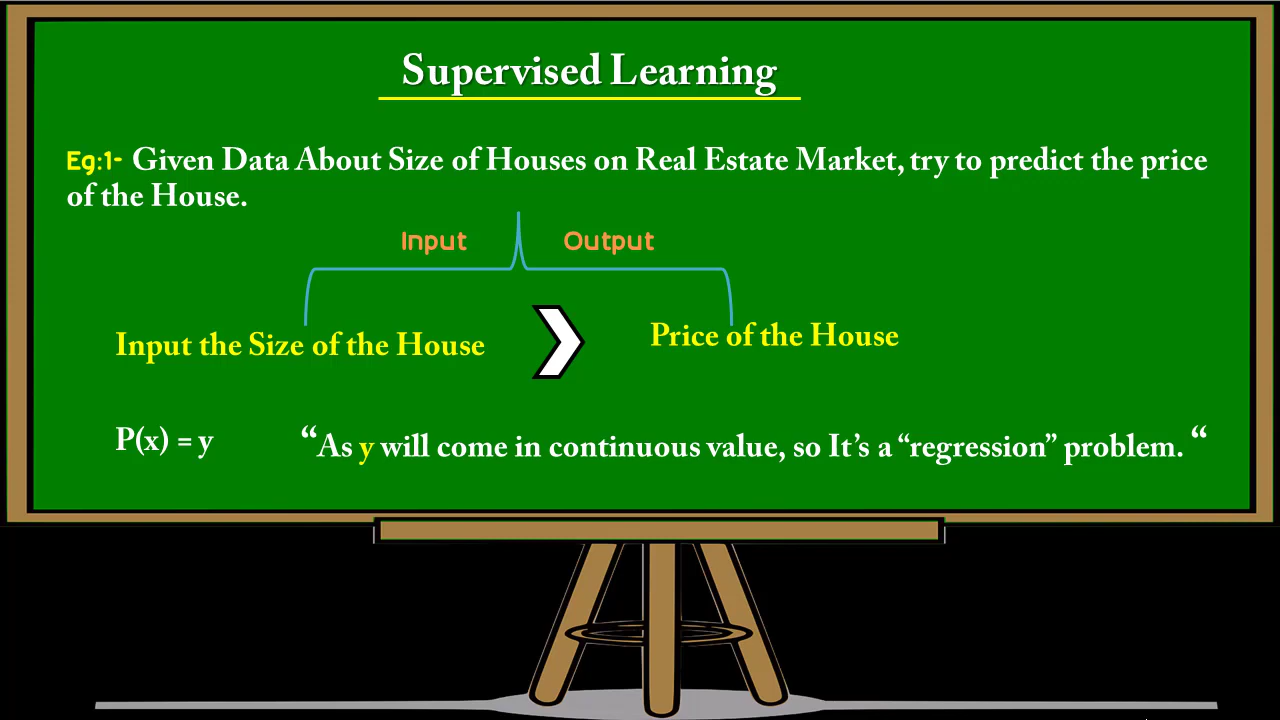 Supervised Learning
Eg:1- Given Data About Size of Houses on Real Estate Market, try to predict the price
of the House.
Input Output
Input the Size of the House
Price of the House
P(x) = y
“As y will come in continuous value, so It’s a “regression” problem. “